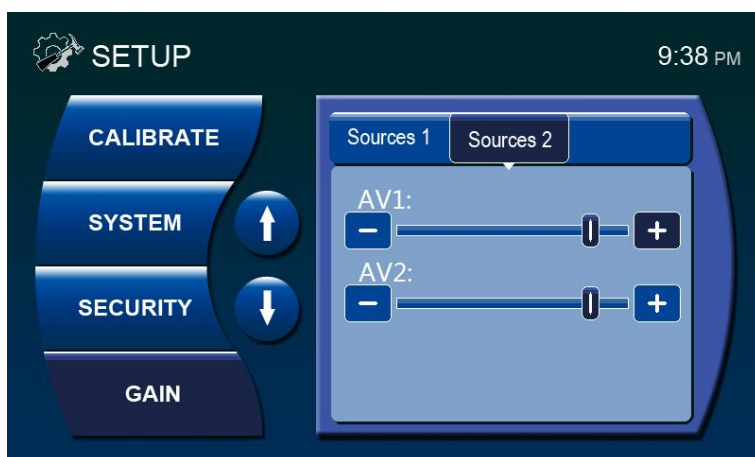 SETUP
9:38 PM
CALIBRATE
SYSTEM
SECURITY
GAIN
Sources 1
Sources 2
AV1:
− +
AV2:
− +